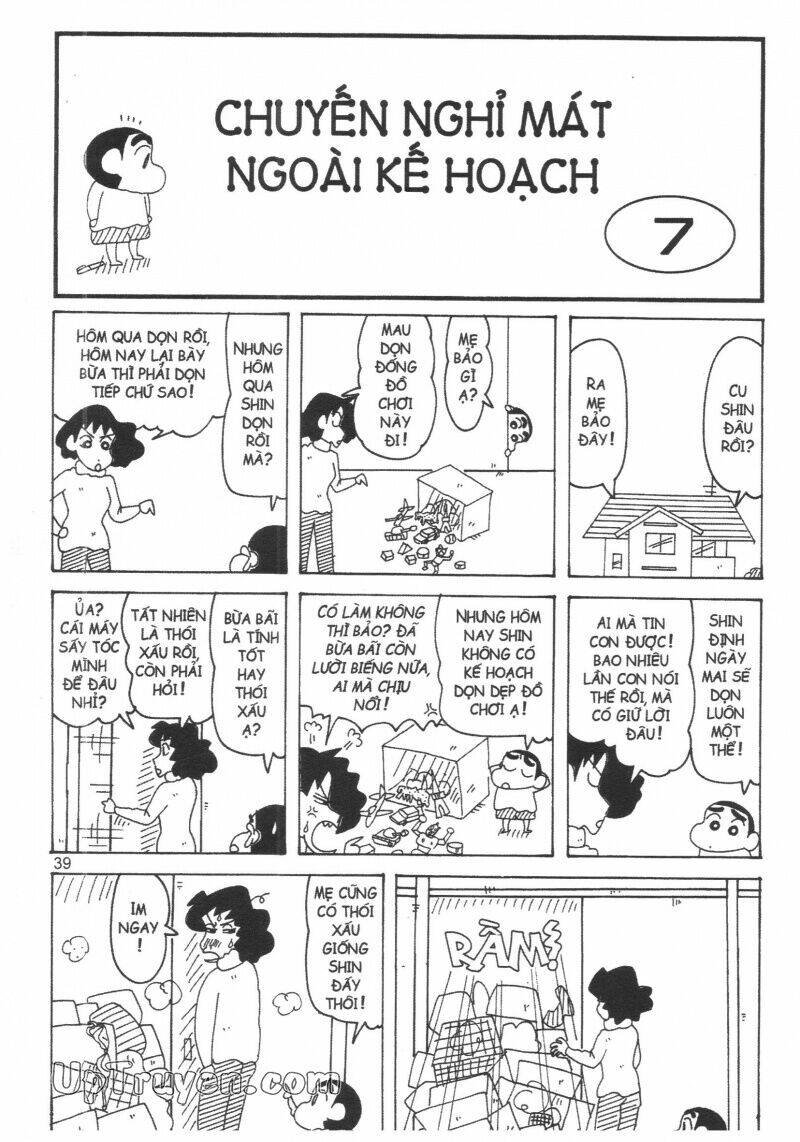 CHUYẾN NGHỈ MÁT
NGOÀI KẾ HOẠCH
7
CU
SHIN
ĐÂU
RỒI?
RA
MẸ
BẢO
ĐÂY!
MẸ
BẢO
GÌ
Ạ?
MAU
DỌN
ĐỐNG
ĐỒ
CHƠI
NÀY
ĐI!
NHƯNG
HÔM
QUA
SHIN
DỌN
RỒI
MÀ?
HÔM QUA DỌN RỒI,
HÔM NAY LẠI BÀY
BỪA THÌ PHẢI DỌN
TIẾP CHỨ SAO!
SHIN
ĐỊNH
NGÀY
MAI SẼ
DỌN
LUÔN
MỘT
THỂ!
AI MÀ TIN
CON ĐƯỢC!
BAO NHIÊU
LẦN CON NÓI
THẾ RỒI, MÀ
CÓ GIỮ LỜI
ĐÂU!
NHƯNG HÔM
NAY SHIN
KHÔNG CÓ
KẾ HOẠCH
DỌN DẸP ĐỒ
CHƠI Ạ!
CÓ LÀM KHÔNG
THÌ BẢO? ĐÃ
BỪA BÃI CÒN
LƯỜI BIẾNG NỮA,
AI MÀ CHỊU
NỔI!
BỪA BÃI
LÀ TÍNH
TỐT
HAY
THÓI
XẤU
Ạ?
TẤT NHIÊN
LÀ THÓI
XẤU RỒI,
CÒN PHẢI
HỎI!
ỦA?
CÁI MÁY
SẤY TÓC
MÌNH
ĐỂ ĐÂU
NHỈ?
39
RẦM!
MẸ CŨNG
CÓ THÓI
XẤU
GIỐNG
SHIN
ĐẤY
THÔI!
IM
NGAY
!
upTruyen.com